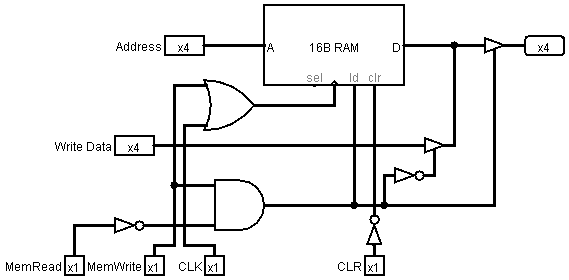 Address x4 A 16B RAM D x4
sel ld clr
Write Data x4
MemRead x1 MemWrite x1 CLK x1 CLR x1